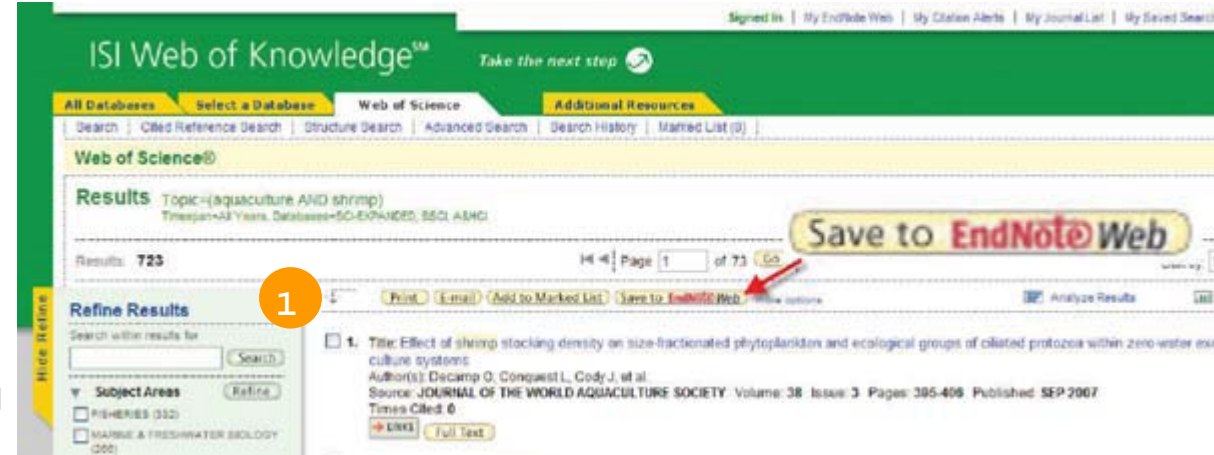 Signed In | My EndNote Web | My Citation Alerts | My Journal List | My Saved Search
ISI Web of Knowledge℠ Take the next step
All Databases Select a Database Web of Science Additional Resources
Search | Cited Reference Search | Structure Search | Advanced Search | Search History | Marked List (0) |
Web of Science®
Results Topic=(aquaculture AND shrimp)
Timespan=All Years. Databases=SCI-EXPANDED, SSCI, A&HCI.
Save to EndNote Web
Results: 723 Page 1 of 73 Go
Hide Refine
1
Print E-mail Add to Marked List Save to EndNote Web more options Analyze Results
Refine Results
Search within results for
Search
Subject Areas Refine
FISHERIES (332)
MARINE & FRESHWATER BIOLOGY
1. Title: Effect of shrimp stocking density on size-fractionated phytoplankton and ecological groups of ciliated protozoa within zero-water
culture systems
Author(s): Decamp O, Conquest L, Cody J, et al.
Source: JOURNAL OF THE WORLD AQUACULTURE SOCIETY Volume: 38 Issue: 3 Pages: 395-406 Published: SEP 2007
Times Cited: 0
LINKS Full Text